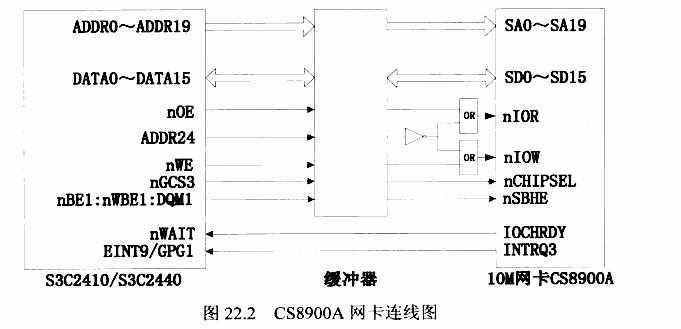 ADDR0～ADDR19 SA0～SA19
DATA0～DATA15 SD0～SD15
nOE OR nIOR
ADDR24
nWE OR nIOW
nGCS3 nCHIPSEL
nBE1:nWBE1:DQM1 nSBHE
nWAIT IOCHRDY
EINT9/GPG1 INTRQ3
S3C2410/S3C2440 缓冲器 10M网卡CS8900A
图 22.2 CS8900A 网卡连线图